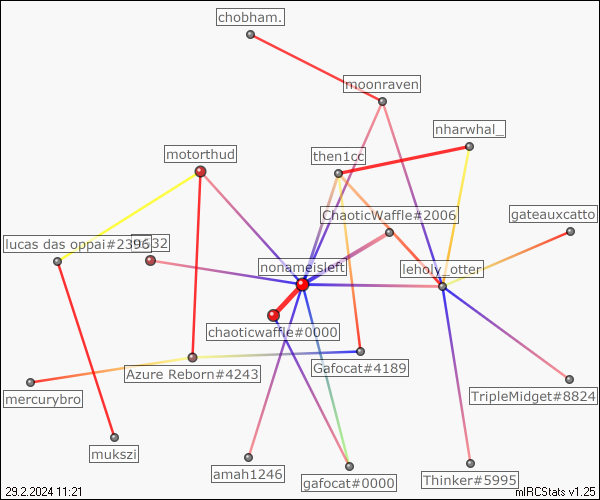 chobham.
moonraven
nharwhal_
motorthud
then1cc
ChaoticWaffle#2006
gateauxcatto
lucas das oppai#2396
nonameisleft
leholy_otter
chaoticwaffle#0000
Gafocat#4189
Azure Reborn#4243
mercurybro
TripleMidget#8824
mukszi
amah1246
gafocat#0000
Thinker#5995
29.2.2024 11:21
mIRCStats v1.25